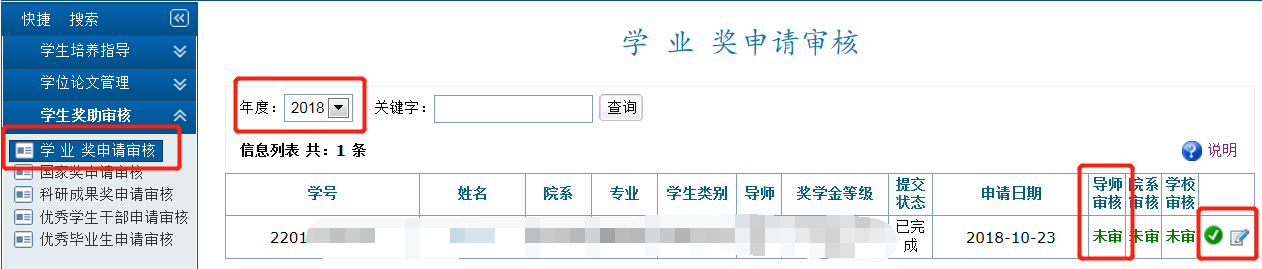 快捷 搜索
学生培养指导
学位论文管理
学生奖助审核
学 业 奖申请审核
国家奖申请审核
科研成果奖申请审核
优秀学生干部申请审核
优秀毕业生申请审核
学 业 奖申请审核
年度： 2018 关键字： 查询
信息列表 共：1 条 说明
学号 姓名 院系 专业 学生类别 导师 奖学金等级 提交状态 申请日期 导师审核 院系审核 学校审核
2201 已完成 2018-10-23 未审 未审 未审